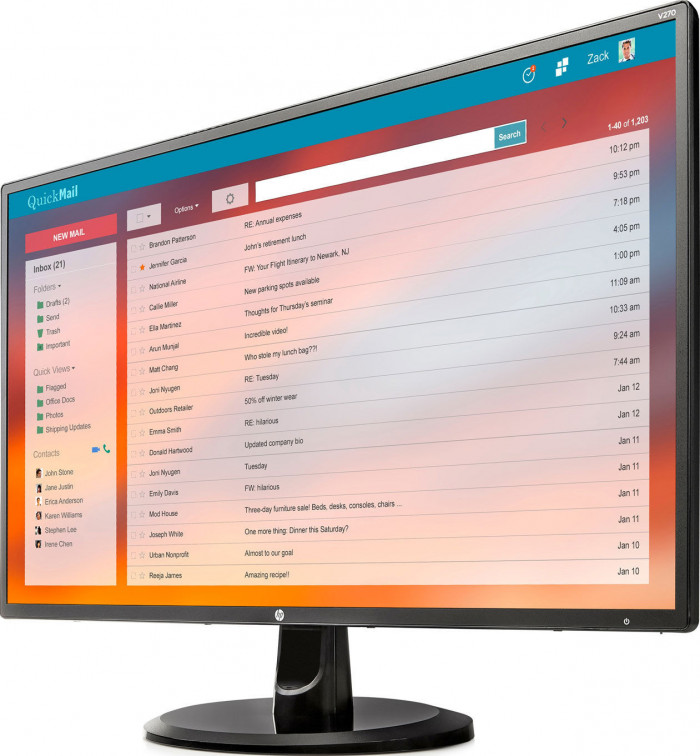 V270
Zack
QuickMail
Search
1-40 of 1,203
Options
NEW MAIL
Inbox (21)
Folders
Drafts (2)
Send
Trash
Important
Quick Views
Flagged
Office Docs
Photos
Shipping Updates
Contacts
John Stone
Jane Justin
Erica Anderson
Karen Williams
Stephen Lee
Irene Chan
Brandon Patterson RE: Annual expenses 10:12 pm
Jennifer Garcia John's retirement lunch 9:53 pm
National Airline FW: Your Flight Itinerary to Newark, NJ 7:18 pm
Callie Miller New parking spots available 4:05 pm
Ella Martinez Thoughts for Thursday's seminar 1:00 pm
Arun Munjal Incredible video! 11:09 am
Matt Chang Who stole my lunch bag??! 10:33 am
Joni Nyugen RE: Tuesday 9:24 am
Outdoors Retailer 50% off winter wear 7:44 am
Emma Smith RE: hilarious Jan 12
Donald Hartwood Updated company bio Jan 12
Joni Nyugen Tuesday Jan 11
Emily Davis FW: hilarious Jan 11
Mod House Three-day furniture sale! Beds, desks, consoles, chairs ... Jan 11
Joseph White One more thing: Dinner this Saturday? Jan 11
Urban Nonprofit Almost to our goal Jan 10
Reeja James Amazing recipe!! Jan 10
hp